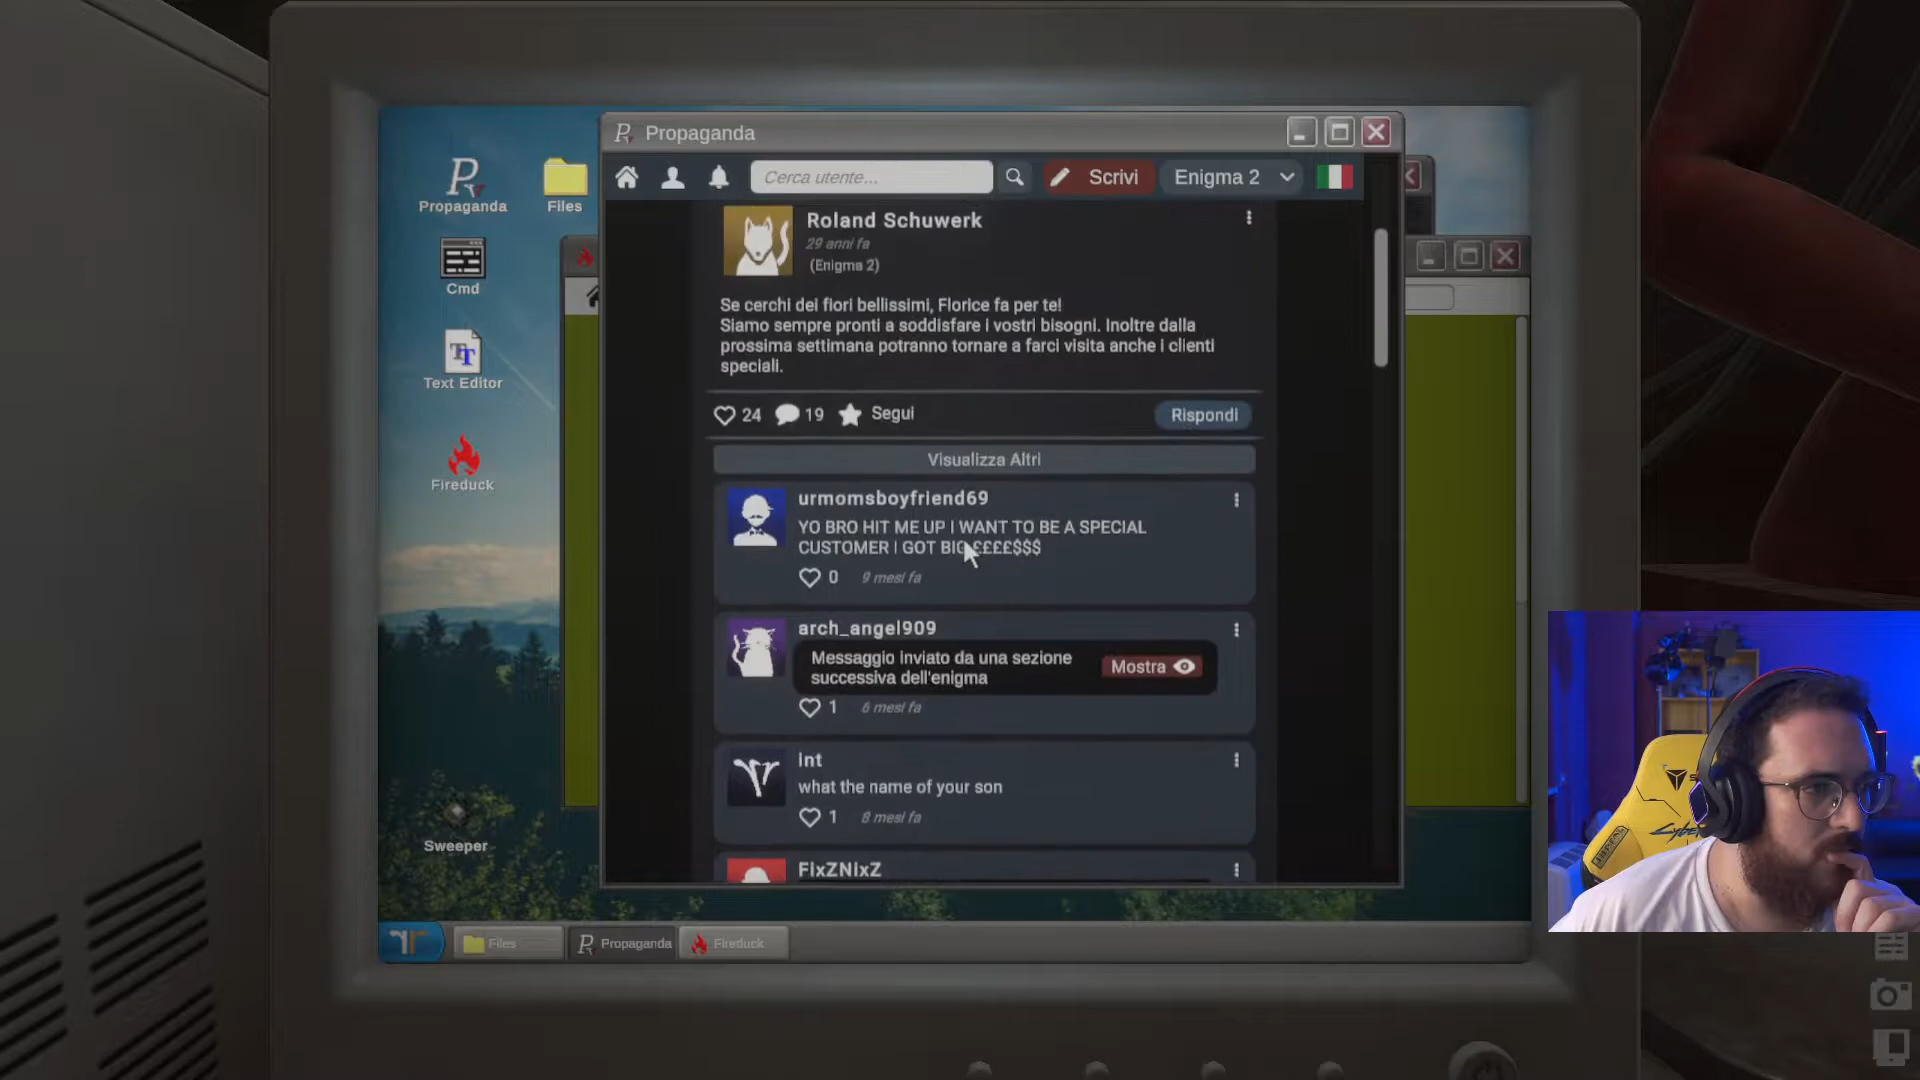 Propaganda
Files
Cmd
Text Editor
Fireduck
Sweeper
Propaganda
Cerca utente...
Scrivi
Enigma 2
Roland Schuwerk
29 anni fa
(Enigma 2)
Se cerchi dei fiori bellissimi, Florice fa per te!
Siamo sempre pronti a soddisfare i vostri bisogni. Inoltre dalla
prossima settimana potranno tornare a farci visita anche i clienti
speciali.
24
19
Segui
Rispondi
Visualizza Altri
urmomsboyfriend69
YO BRO HIT ME UP I WANT TO BE A SPECIAL
CUSTOMER I GOT BIG ££££$$$
0
9 mesi fa
arch_angel909
Messaggio inviato da una sezione
successiva dell'enigma
Mostra
1
6 mesi fa
int
what the name of your son
1
8 mesi fa
FixZNixZ
Files
Propaganda
Fireduck